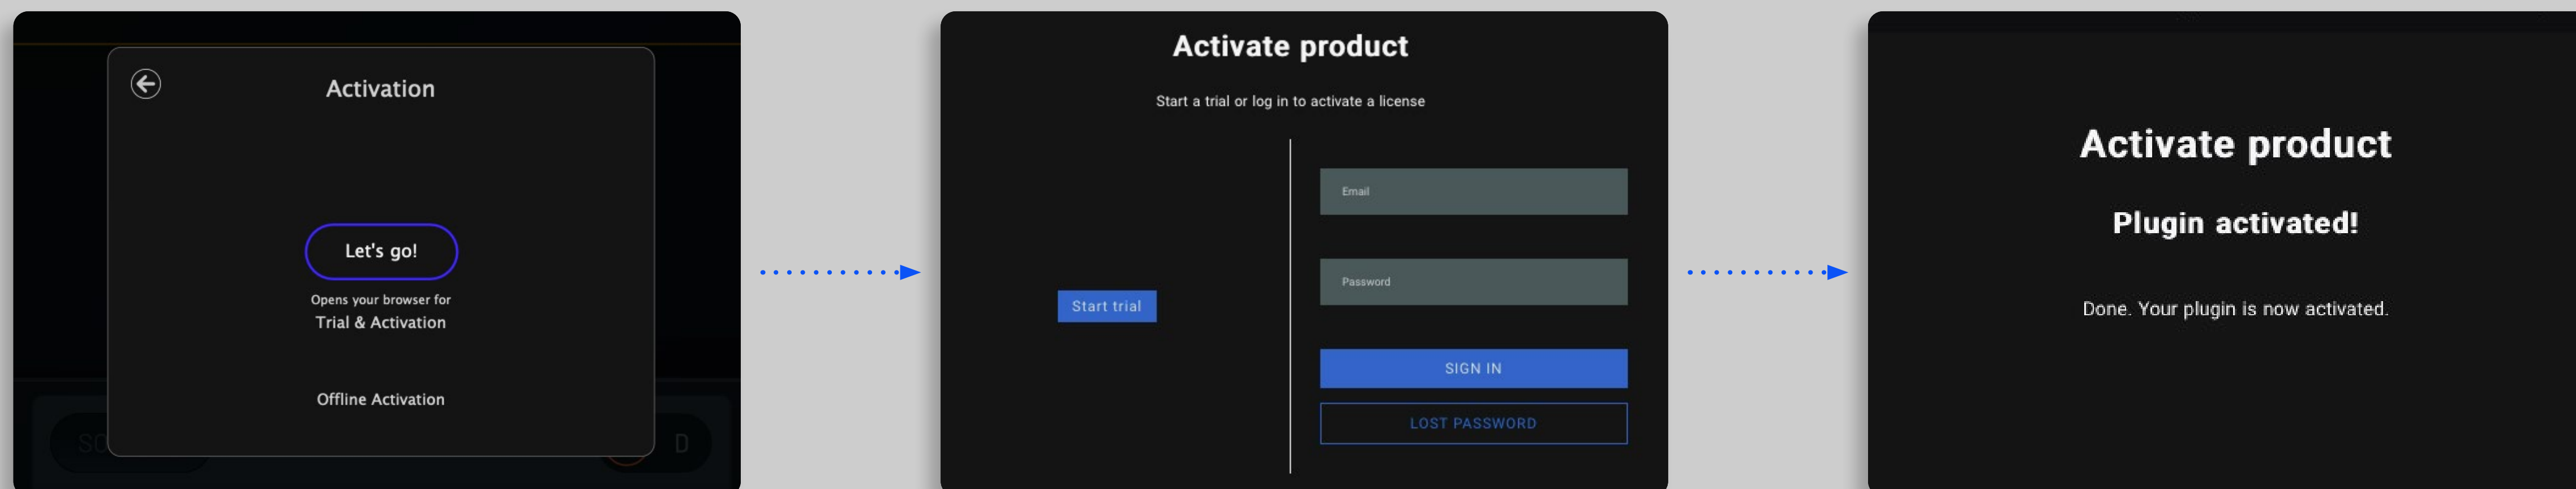 Activation
Let's go!
Opens your browser for
Trial & Activation
Offline Activation
SO
D
Activate product
Start a trial or log in to activate a license
Email
Password
Start trial
SIGN IN
LOST PASSWORD
Activate product
Plugin activated!
Done. Your plugin is now activated.